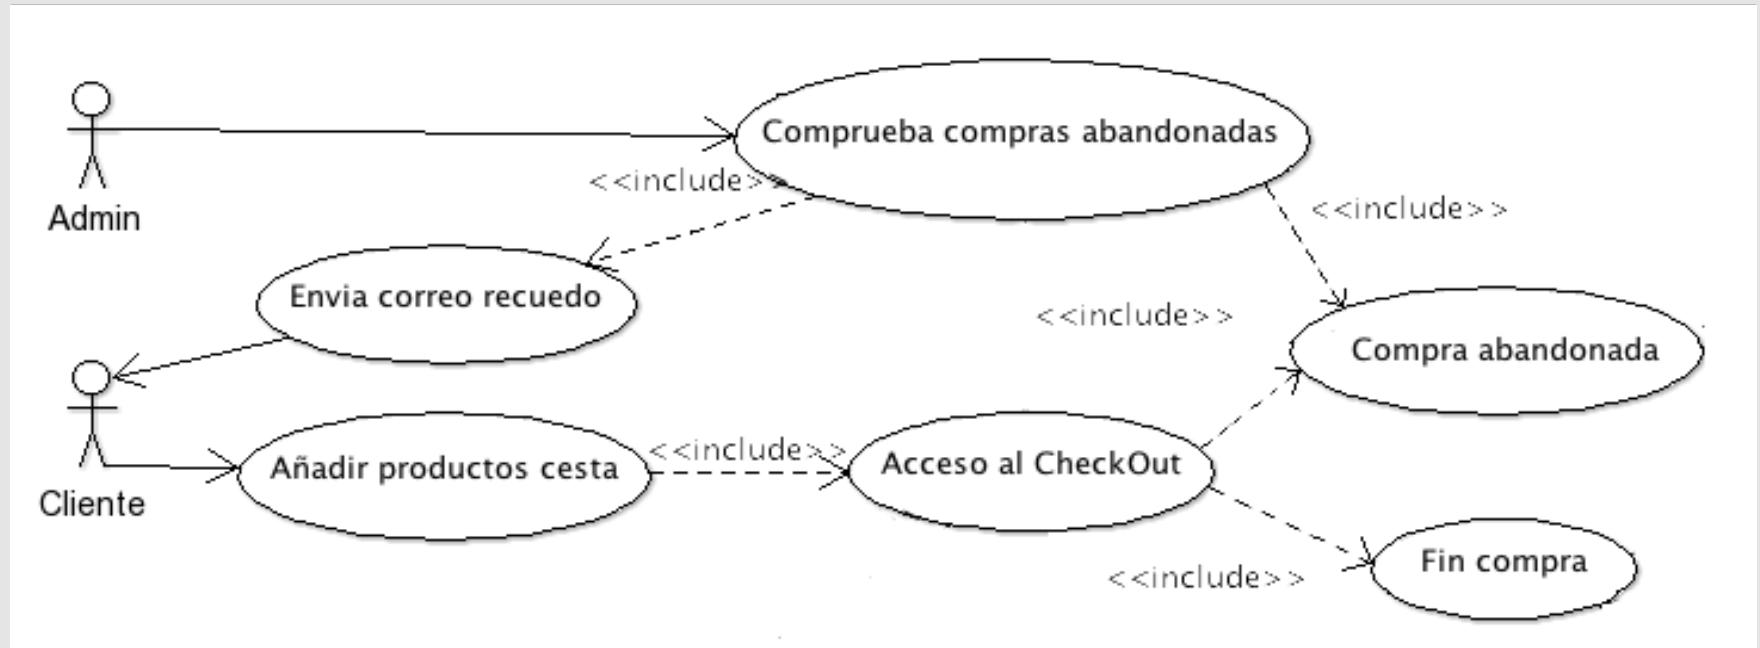 Comprueba compras abandonadas
<<include>>
<<include>>
Admin
Envia correo recuedo
<<include>>
Compra abandonada
<<include>>
Añadir productos cesta
Acceso al CheckOut
Cliente
Fin compra
<<include>>